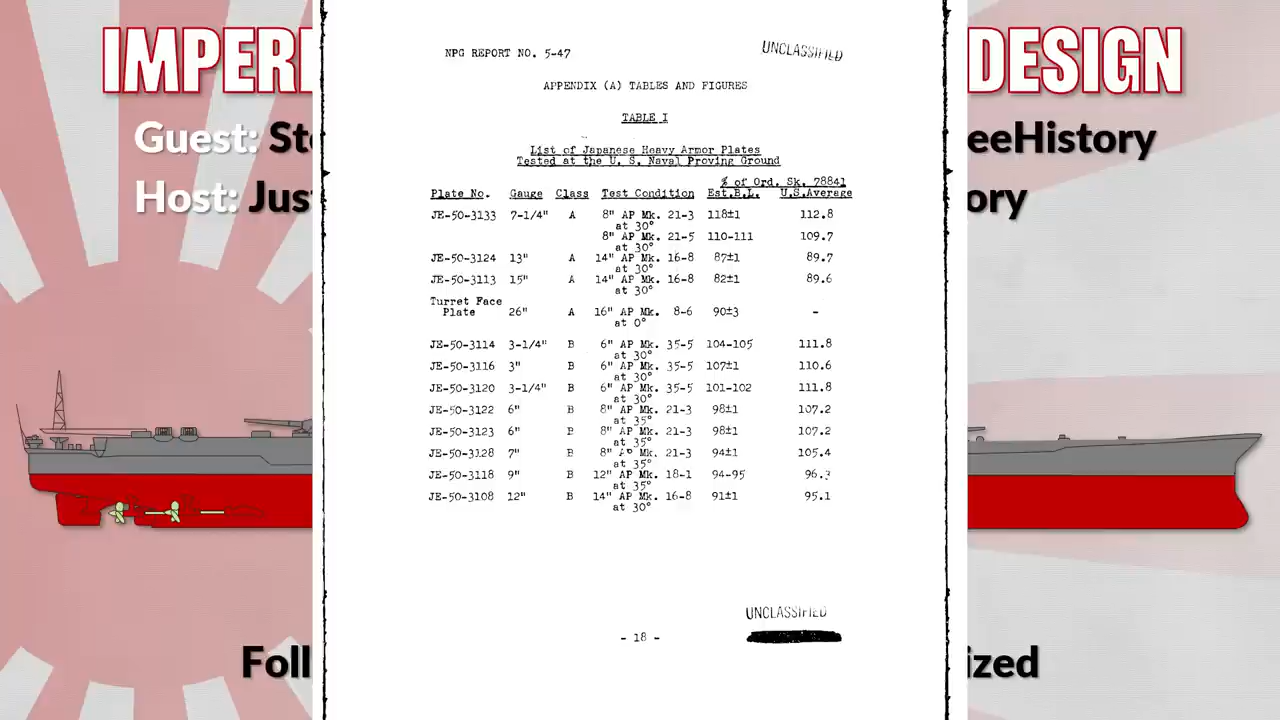 IMPER
DESIGN
Guest: St
eeHistory
Host: Jus
ory
Foll
ized
NPG REPORT NO. 5-47
UNCLASSIFIED
APPENDIX (A) TABLES AND FIGURES
TABLE I
List of Japanese Heavy Armor Plates
Tested at the U. S. Naval Proving Ground
% of Ord. Sk. 78841
Plate No. Gauge Class Test Condition Est.B.L. U.S.Average
JE-50-3133 7-1/4" A 8" AP Mk. 21-3 118±1 112.8
at 30°
8" AP Mk. 21-5 110-111 109.7
at 30°
JE-50-3124 13" A 14" AP Mk. 16-8 87±1 89.7
at 30°
JE-50-3113 15" A 14" AP Mk. 16-8 82±1 89.6
at 30°
Turret Face
Plate 26" A 16" AP Mk. 8-6 90±3 -
at 0°
JE-50-3114 3-1/4" B 6" AP Mk. 35-5 104-105 111.8
at 30°
JE-50-3116 3" B 6" AP Mk. 35-5 107±1 110.6
at 30°
JE-50-3120 3-1/4" B 6" AP Mk. 35-5 101-102 111.8
at 30°
JE-50-3122 6" B 8" AP Mk. 21-3 98±1 107.2
at 35°
JE-50-3123 6" B 8" AP Mk. 21-3 98±1 107.2
at 35°
JE-50-3128 7" B 8" AP Mk. 21-3 94±1 105.4
at 35°
JE-50-3118 9" B 12" AP Mk. 18-1 94-95 96.3
at 35°
JE-50-3108 12" B 14" AP Mk. 16-8 91±1 95.1
at 30°
UNCLASSIFIED
- 18 -